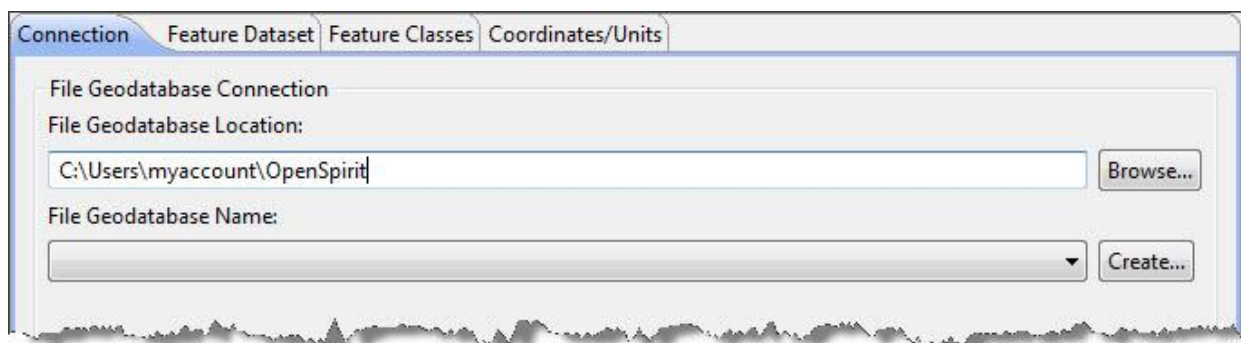 Connection Feature Dataset Feature Classes Coordinates/Units
File Geodatabase Connection
File Geodatabase Location:
C:\Users\myaccount\OpenSpirit Browse...
File Geodatabase Name:
Create...